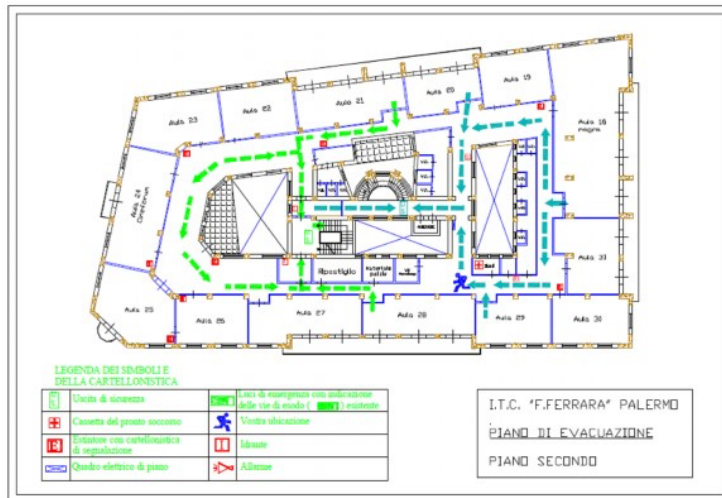 Aula 19
Aula 20
Aula 21
Aula 22
Aula 23
Aula 18
magna
Aula 24
Aula 33
Ripostiglio
Aula 25
Aula 26
Aula 27
Aula 28
Aula 29
Aula 30
LEGENDA DEI SIMBOLI E
DELLA CARTELLONISTICA
Uscita di sicurezza
Luci di emergenza con indicazione
delle vie di esodo ( ) esistente
Cassetta del pronto soccorso
Vostra ubicazione
Estintore con cartellonistica
di segnalazione
Idrante
Quadro elettrico di piano
Allarme
I.T.C. "F.FERRARA" PALERMO
PIANO DI EVACUAZIONE
PIANO SECONDO